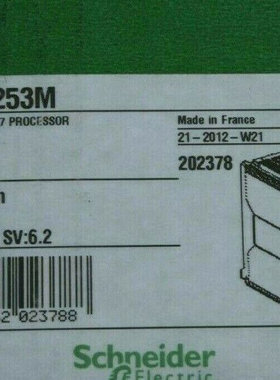 253M
7 PROCESSOR
Made in France
21-2012-W21
202378
SV:6.2
2 023788
Schneider
Electric